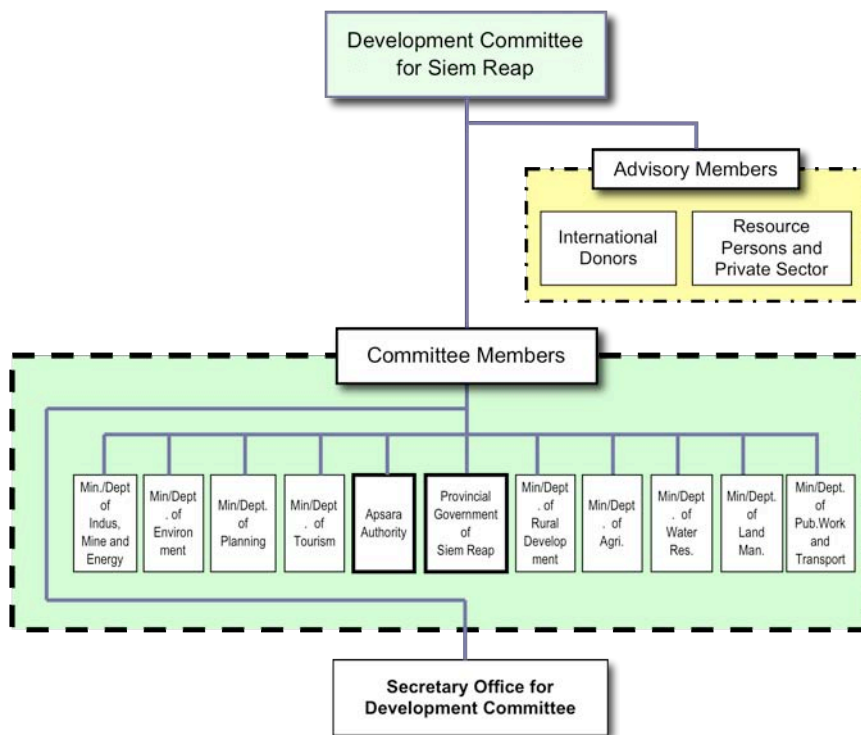 Development Committee
for Siem Reap
Advisory Members
International
Donors
Resource
Persons and
Private Sector
Committee Members
Min./Dept
of
Indus,
Mine and
Energy
Min/Dept
. of
Environ
ment
Min/Dept.
of
Planning
Min/Dept
. of
Tourism
Apsara
Authority
Provincial
Government
of
Siem Reap
Min/Dept
. of
Rural
Develop
ment
Min/Dept
. of
Agri.
Min/Dept
. of
Water
Res.
Min/Dept.
of
Land
Man.
Min/Dept.
of
Pub.Work
and
Transport
Secretary Office for
Development Committee